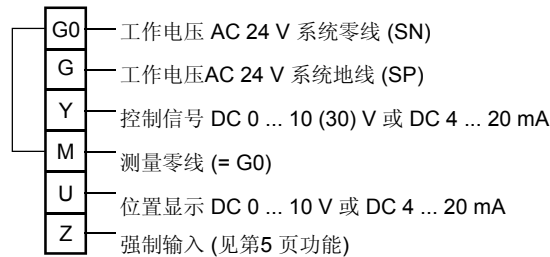 G0 工作电压 AC 24 V 系统零线 (SN)
G 工作电压AC 24 V 系统地线 (SP)
Y 控制信号 DC 0 ... 10 (30) V 或 DC 4 ... 20 mA
M 测量零线 (= G0)
U 位置显示 DC 0 ... 10 V 或 DC 4 ... 20 mA
Z 强制输入 (见第5 页功能)